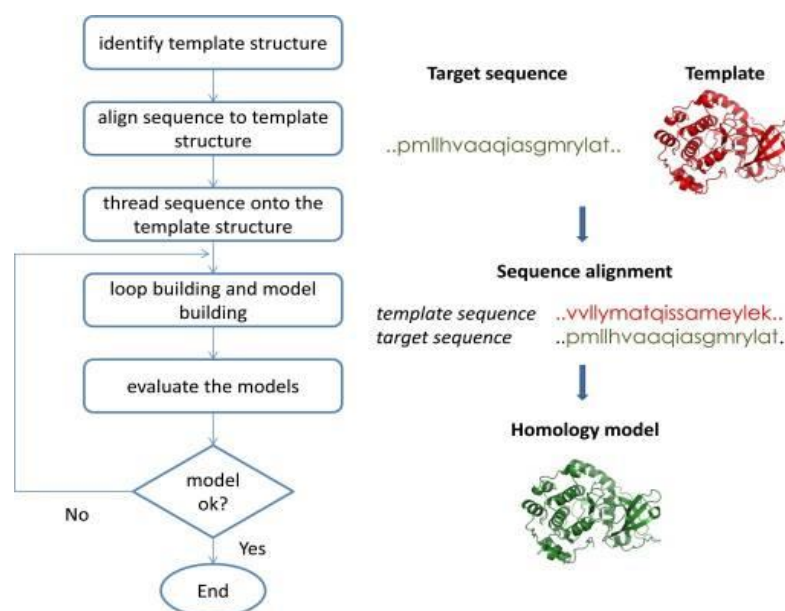 identify template structure
align sequence to template
structure
thread sequence onto the
template structure
loop building and model
building
evaluate the models
model
ok?
No
Yes
End
Target sequence
Template
..pmllhvaaqiasgmrylat..
Sequence alignment
template sequence ..vvllymatqissameylek..
target sequence ..pmllhvaaqiasgmrylat.
Homology model